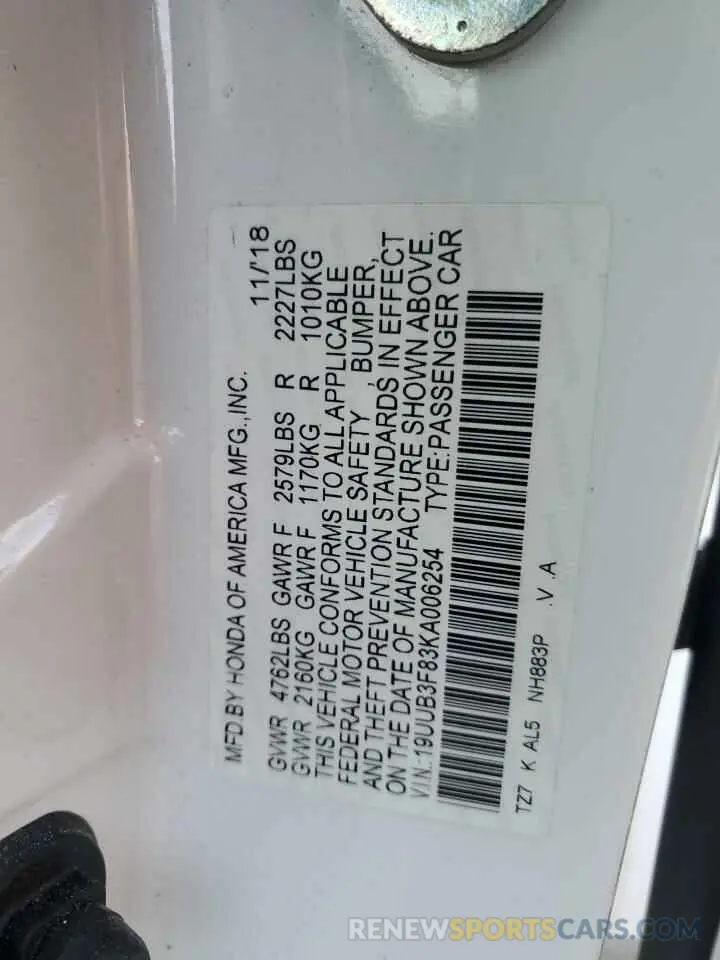 MFD.BY HONDA OF AMERICA MFG.,INC. 11/'18
GVWR 4762LBS GAWR F 2579LBS R 2227LBS
GVWR 2160KG GAWR F 1170KG R 1010KG
THIS VEHICLE CONFORMS TO ALL APPLICABLE
FEDERAL MOTOR VEHICLE SAFETY , BUMPER,
AND THEFT PREVENTION STANDARDS IN EFFECT
ON THE DATE OF MANUFACTURE SHOWN ABOVE.
V.I.N.:19UUB3F83KA006254 TYPE:PASSENGER CAR
TZ7 K AL5 NH883P .V .A
RENEWSPORTSCARS.COM